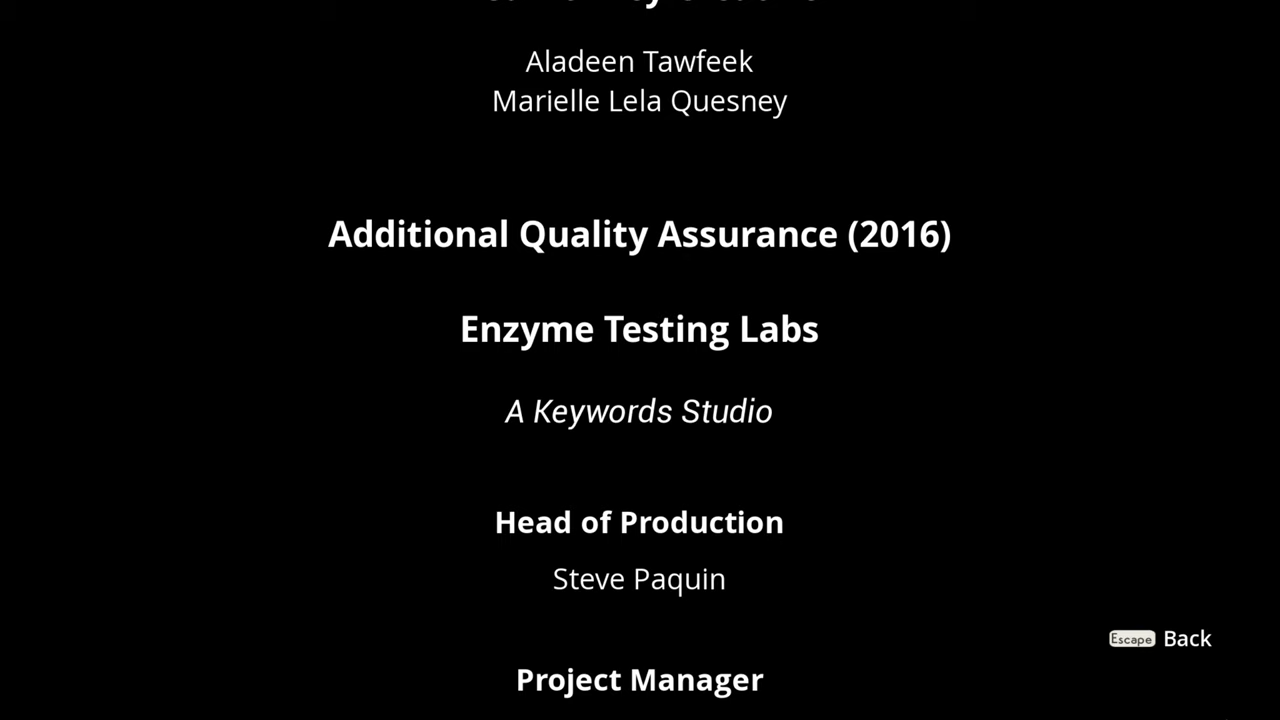 Aladeen Tawfeek
Marielle Lela Quesney
Additional Quality Assurance (2016)
Enzyme Testing Labs
A Keywords Studio
Head of Production
Steve Paquin
Escape Back
Project Manager